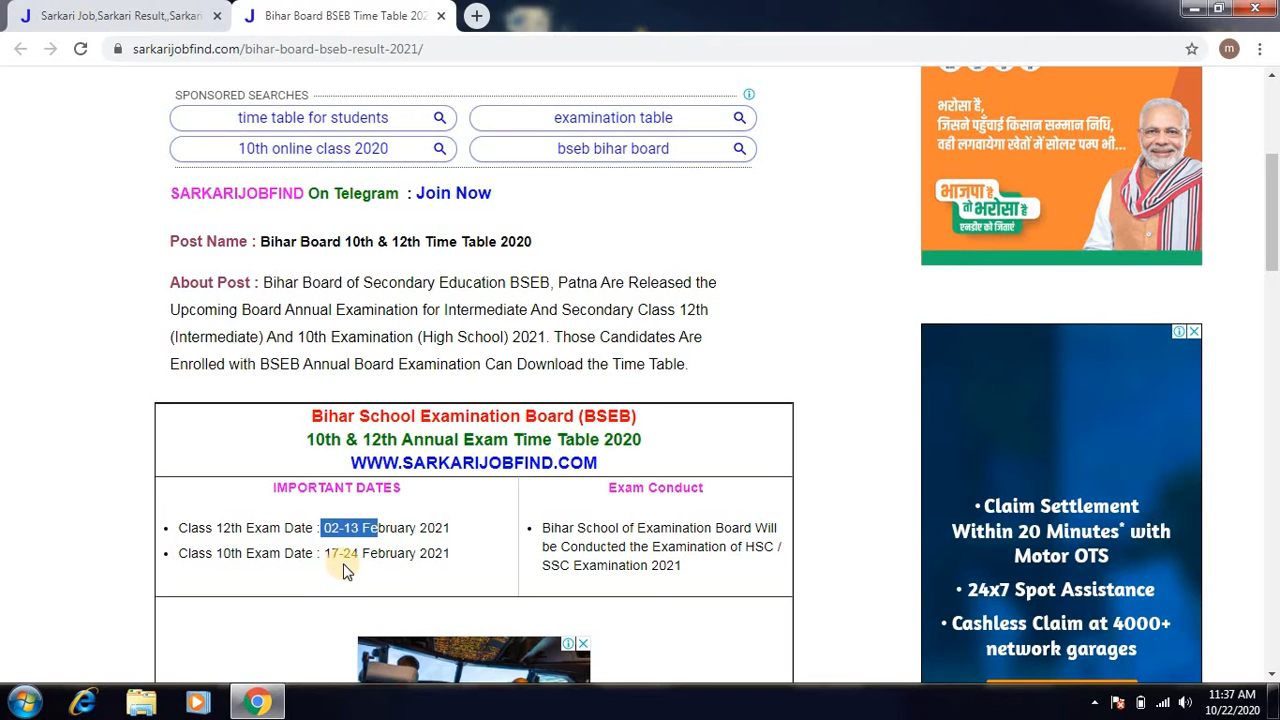 Sarkari Job,Sarkari Result,,Sarkari
Bihar Board BSEB Time Table 202
sarkarijobfind.com/bihar-board-bseb-result-2021/
m
SPONSORED SEARCHES
time table for students
examination table
10th online class 2020
bseb bihar board
SARKARIJOBFIND On Telegram : Join Now
Post Name : Bihar Board 10th & 12th Time Table 2020
About Post : Bihar Board of Secondary Education BSEB, Patna Are Released the
Upcoming Board Annual Examination for Intermediate And Secondary Class 12th
(Intermediate) And 10th Examination (High School) 2021. Those Candidates Are
Enrolled with BSEB Annual Board Examination Can Download the Time Table.
Bihar School Examination Board (BSEB)
10th & 12th Annual Exam Time Table 2020
WWW.SARKARIJOBFIND.COM
IMPORTANT DATES
• Class 12th Exam Date : 02-13 February 2021
• Class 10th Exam Date : 17-24 February 2021
Exam Conduct
• Bihar School of Examination Board Will
be Conducted the Examination of HSC /
SSC Examination 2021
भरोसा है,
जिसने पहुँचाई किसान सम्मान निधि,
वही लगवायेगा खेतों में सोलर पम्प भी...
भाजपा है
तो भरोसा है
एनडीए को जिताएं
• Claim Settlement
Within 20 Minutes* with
Motor OTS
• 24x7 Spot Assistance
• Cashless Claim at 4000+
network garages
11:37 AM
10/22/2020